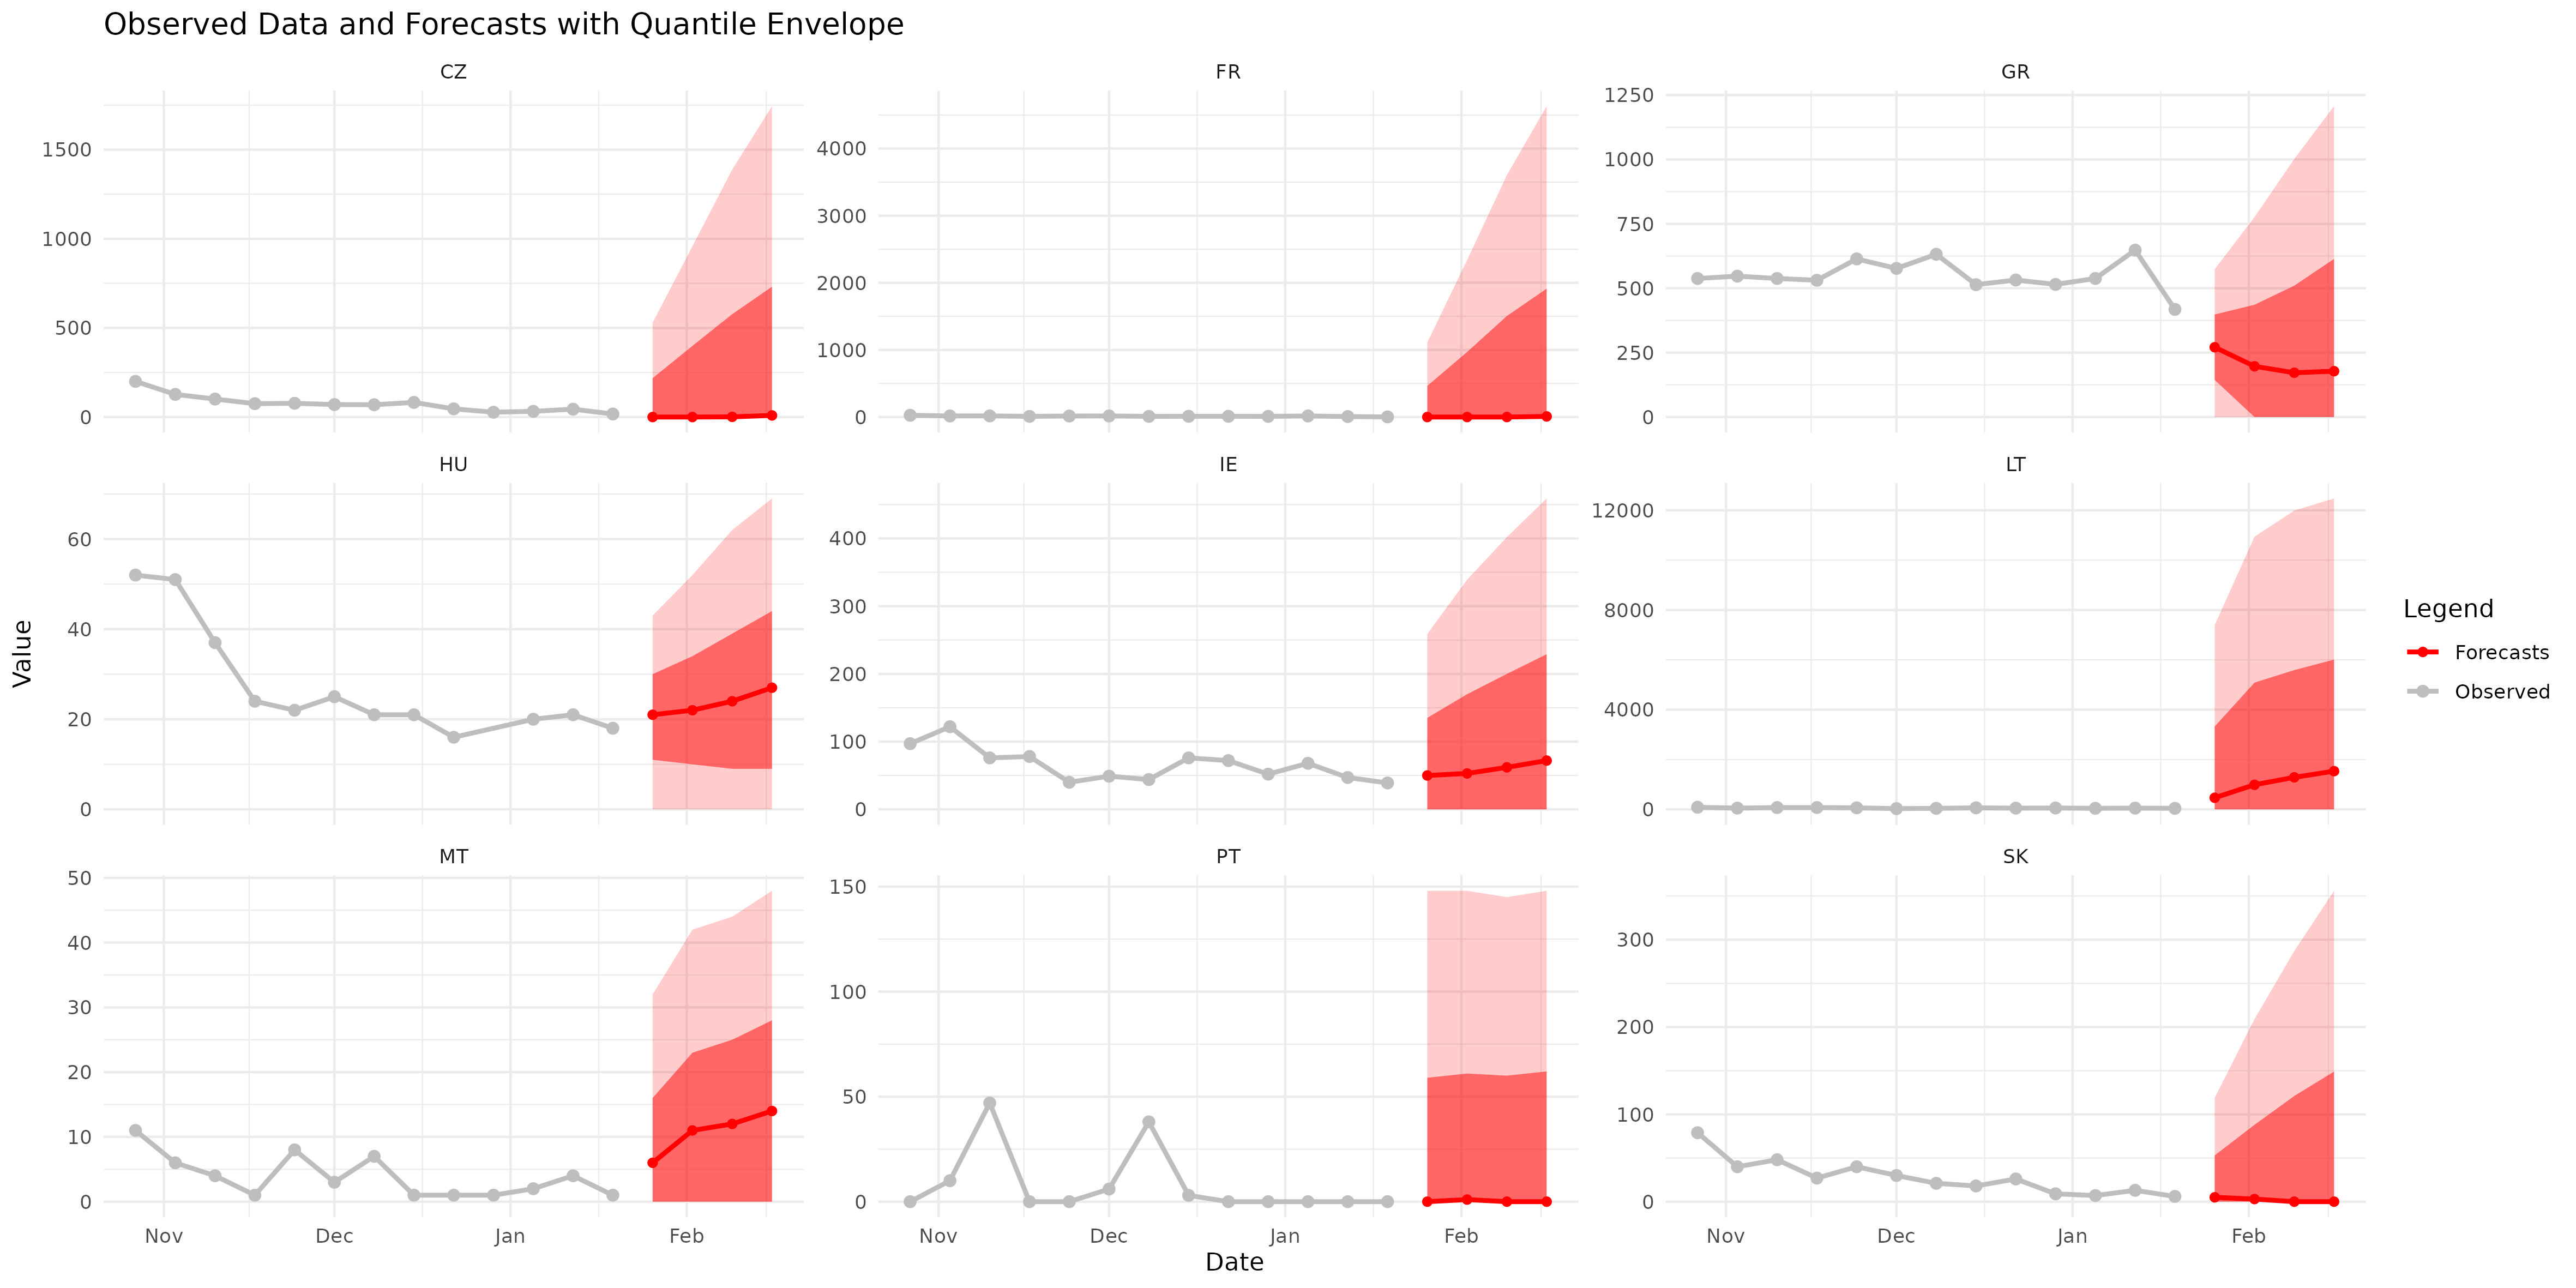 Observed Data and Forecasts with Quantile Envelope
CZ
FR
GR
1500
1000
500
0
4000
3000
2000
1000
0
1250
1000
750
500
250
0
HU
IE
LT
60
40
20
0
400
300
200
100
0
12000
8000
4000
0
MT
PT
SK
50
40
30
20
10
0
150
100
50
0
300
200
100
0
Nov Dec Jan Feb
Nov Dec Jan Feb
Nov Dec Jan Feb
Date
Value
Legend
Forecasts
Observed